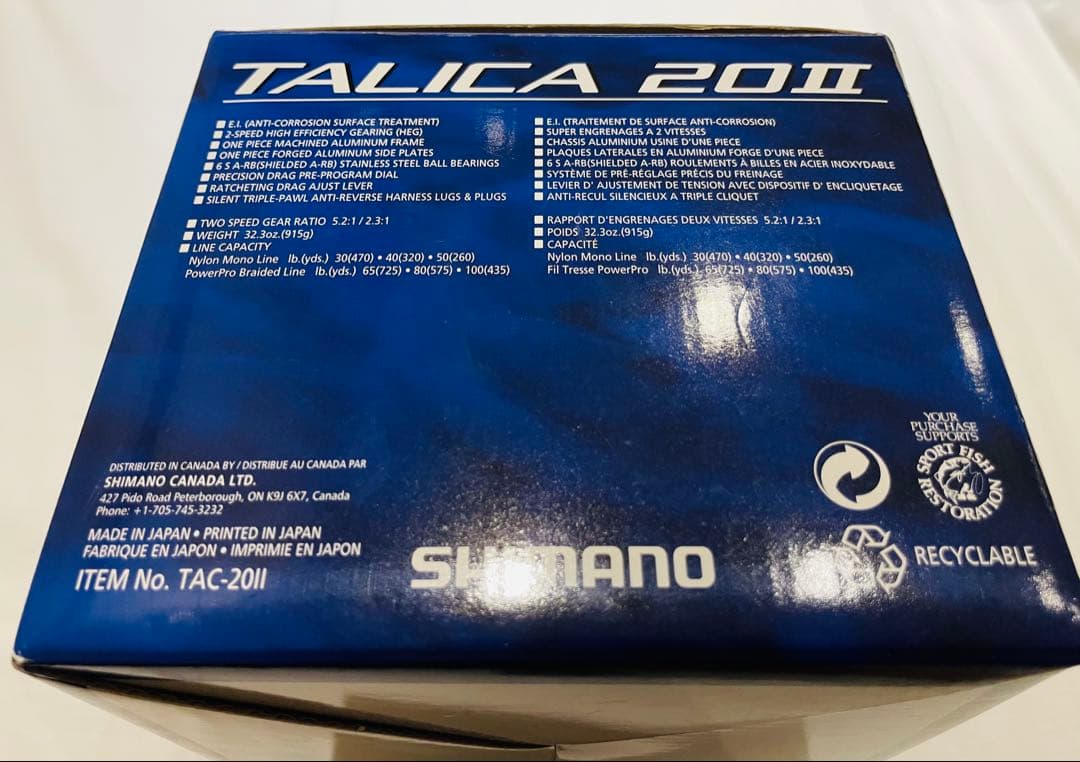 TALICA 20II
E.I. (ANTI-CORROSION SURFACE TREATMENT)
2-SPEED HIGH EFFICIENCY GEARING (HEG)
ONE PIECE MACHINED ALUMINUM FRAME
ONE PIECE FORGED ALUMINUM SIDE PLATES
6 S A-RB(SHIELDED A-RB) STAINLESS STEEL BALL BEARINGS
PRECISION DRAG PRE-PROGRAM DIAL
RATCHETING DRAG AJUST LEVER
SILENT TRIPLE-PAWL ANTI-REVERSE HARNESS LUGS & PLUGS
TWO SPEED GEAR RATIO 5.2:1 / 2.3:1
WEIGHT 32.3oz.(915g)
LINE CAPACITY
Nylon Mono Line lb.(yds.) 30(470) • 40(320) • 50(260)
PowerPro Braided Line lb.(yds.) 65(725) • 80(575) • 100(435)
E.I. (TRAITEMENT DE SURFACE ANTI-CORROSION)
SUPER ENGRENAGES A 2 VITESSES
CHASSIS ALUMINIUM USINE D'UNE PIECE
PLAQUES LATERALES EN ALUMINIUM FORGE D'UNE PIECE
6 S A-RB(SHIELDED A-RB) ROULEMENTS À BILLES EN ACIER INOXYDABLE
SYSTÈME DE PRÉ-RÉGLAGE PRÉCIS DU FREINAGE
LEVIER D' AJUSTEMENT DE TENSION AVEC DISPOSITIF D' ENCLIQUETAGE
ANTI-RECUL SILENCIEUX A TRIPLE CLIQUET
RAPPORT D'ENGRENAGES DEUX VITESSES 5.2:1 / 2.3:1
POIDS 32.3oz.(915g)
CAPACITÉ
Nylon Mono Line lb.(yds.) 30(470) • 40(320) • 50(260)
Fil Tresse PowerPro lb.(yds.) 65(725) • 80(575) • 100(435)
DISTRIBUTED IN CANADA BY / DISTRIBUE AU CANADA PAR
SHIMANO CANADA LTD.
427 Pido Road Peterborough, ON K9J 6X7, Canada
Phone: +1-705-745-3232
MADE IN JAPAN • PRINTED IN JAPAN
FABRIQUE EN JAPON • IMPRIMIE EN JAPON
ITEM No. TAC-20II
SHIMANO
YOUR
PURCHASE
SUPPORTS
SPORT FISH
RESTORATION
RECYCLABLE